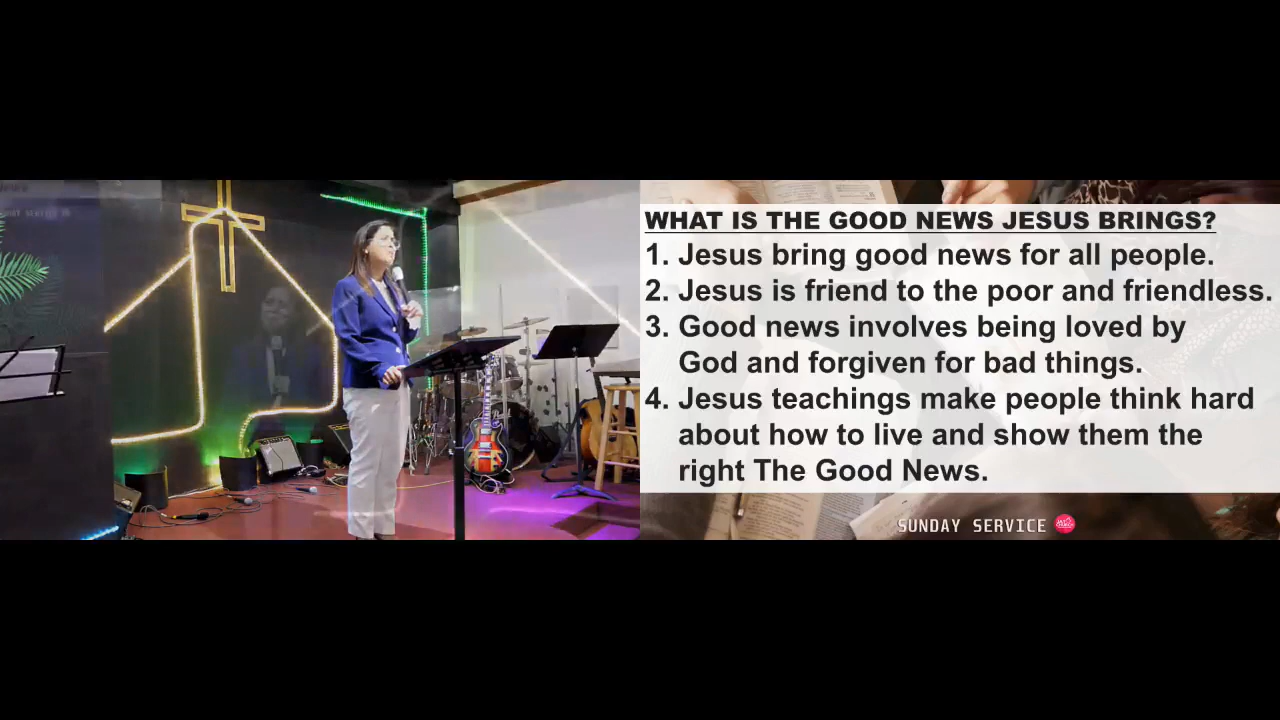 WHAT IS THE GOOD NEWS JESUS BRINGS?
1. Jesus bring good news for all people.
2. Jesus is friend to the poor and friendless.
3. Good news involves being loved by
God and forgiven for bad things.
4. Jesus teachings make people think hard
about how to live and show them the
right The Good News.
SUNDAY SERVICE